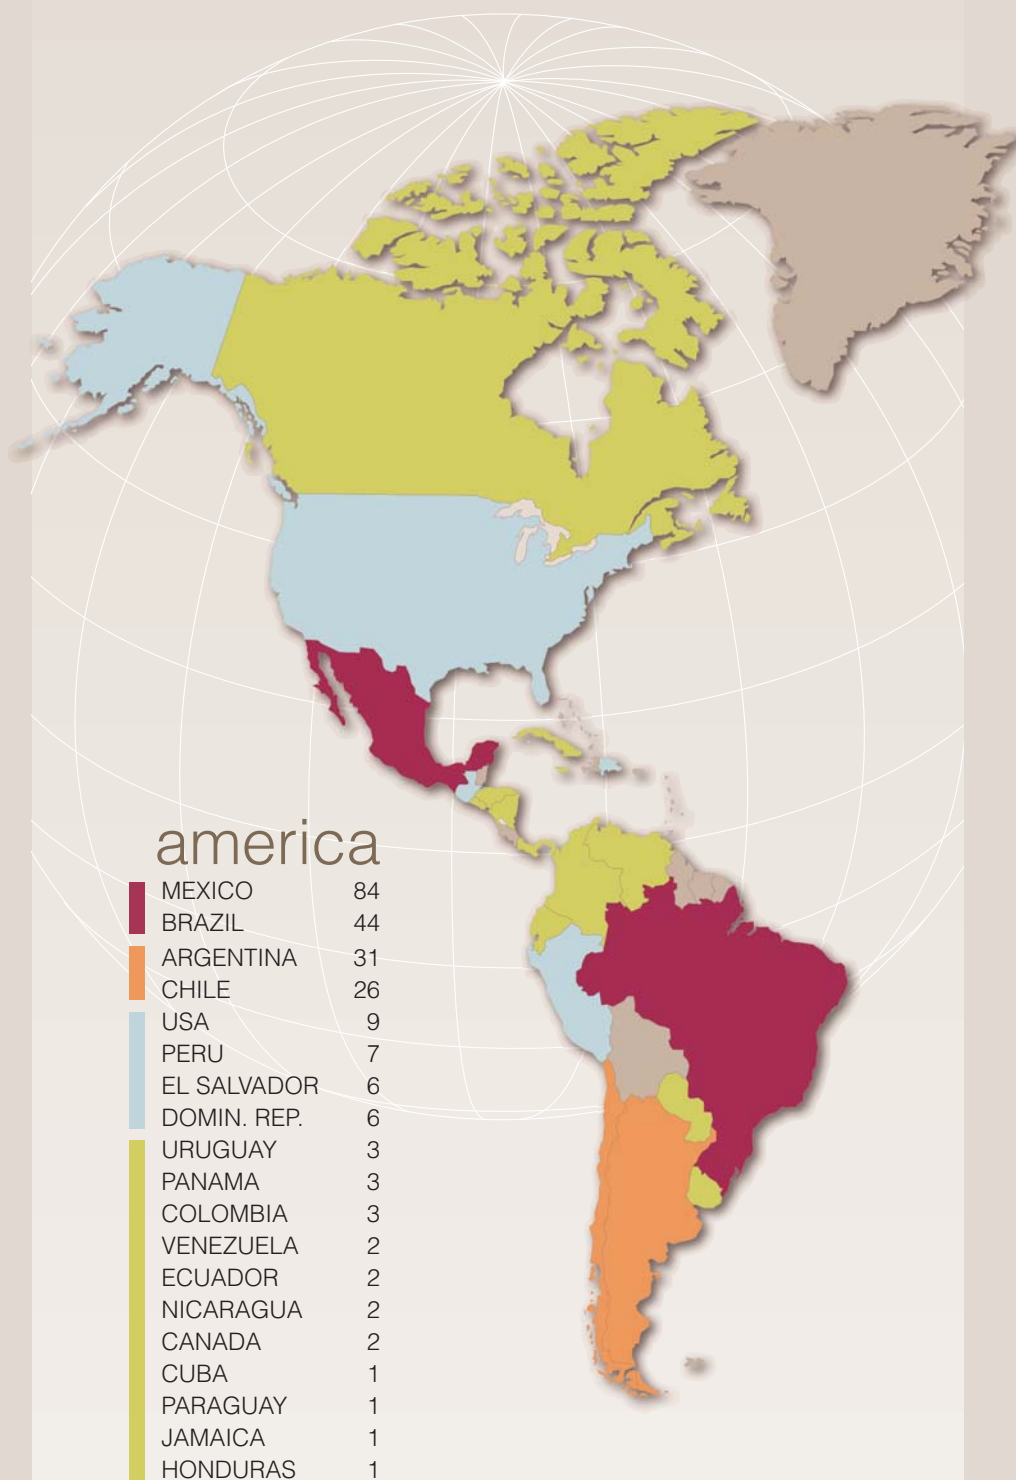 america
MEXICO 84
BRAZIL 44
ARGENTINA 31
CHILE 26
USA 9
PERU 7
EL SALVADOR 6
DOMIN. REP. 6
URUGUAY 3
PANAMA 3
COLOMBIA 3
VENEZUELA 2
ECUADOR 2
NICARAGUA 2
CANADA 2
CUBA 1
PARAGUAY 1
JAMAICA 1
HONDURAS 1